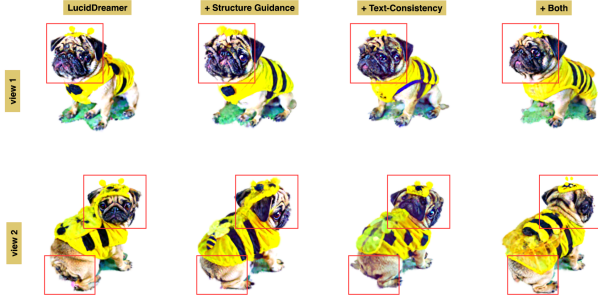 LucidDreamer
+ Structure Guidance
+ Text-Consistency
+ Both
view 1
view 2